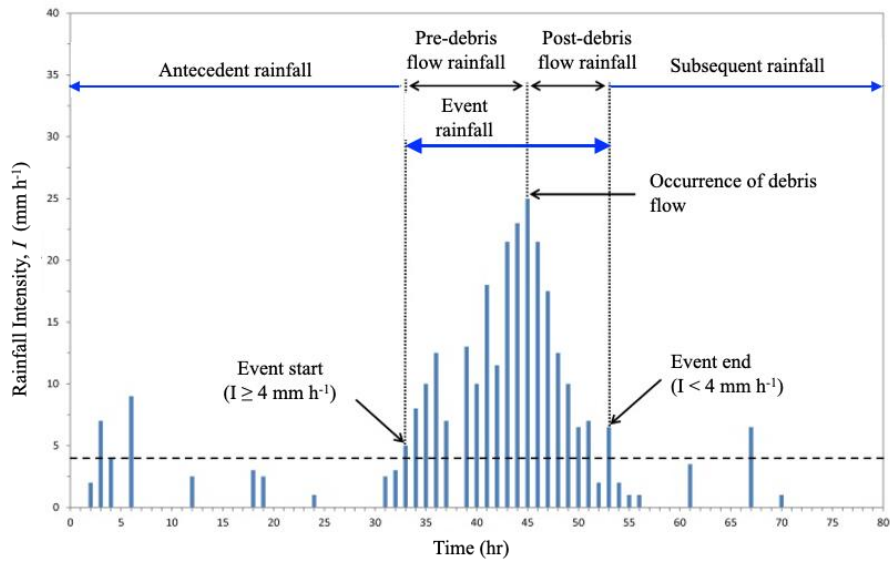 40
35
30
25
20
15
10
5
0
Rainfall Intensity, I (mm h-1)
Antecedent rainfall
Pre-debris
flow rainfall
Post-debris
flow rainfall
Subsequent rainfall
Event
rainfall
Occurrence of debris
flow
Event start
(I ≥ 4 mm h-1)
Event end
(I < 4 mm h-1)
0 5 10 15 20 25 30 35 40 45 50 55 60 65 70 75 80
Time (hr)